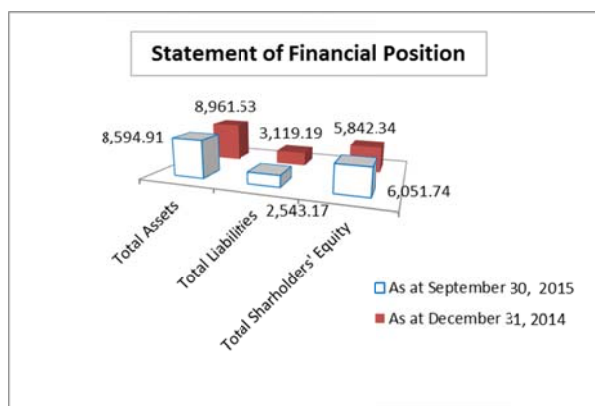 Statement of Financial Position
8,961.53
8,594.91
3,119.19
5,842.34
6,051.74
2,543.17
Total Assets
Total Liabilities
Total Sharholders' Equity
As at September 30, 2015
As at December 31, 2014